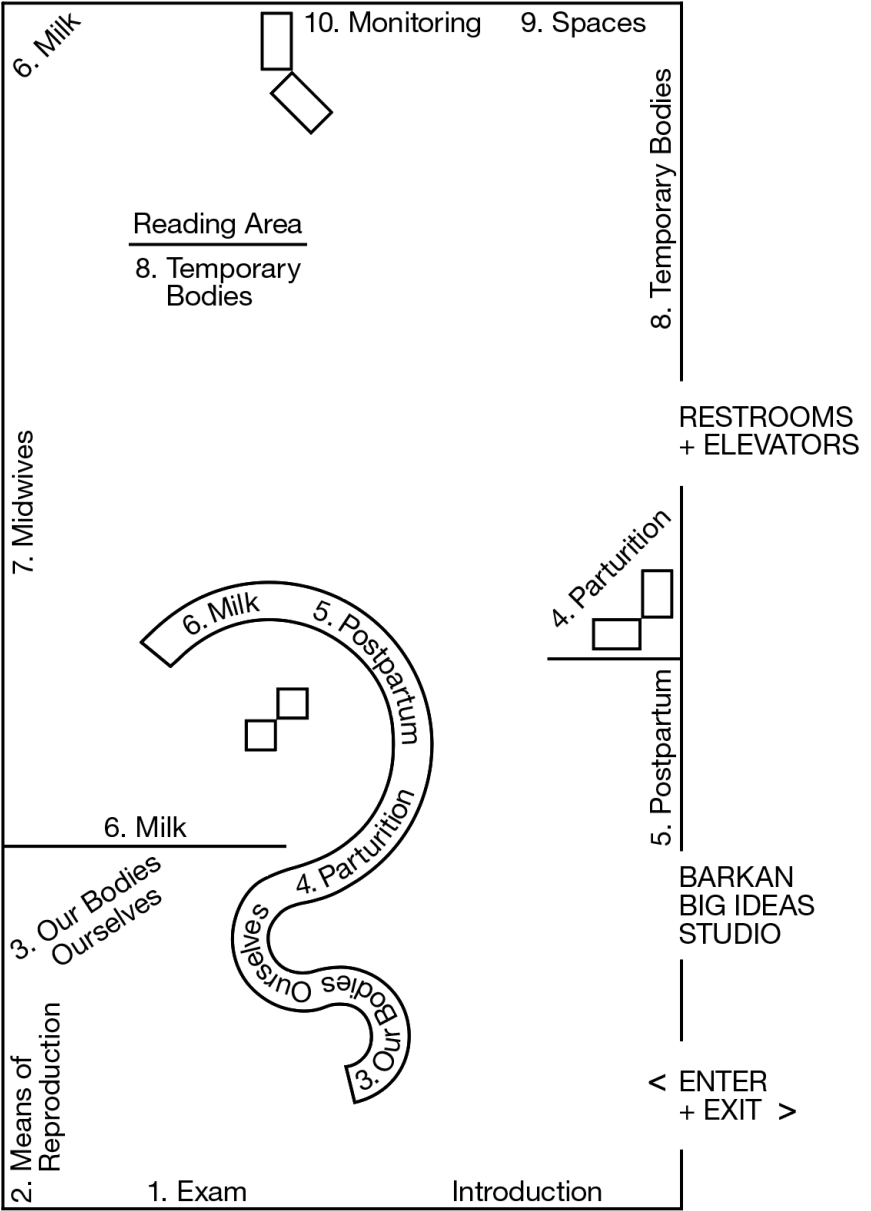 6. Milk
10. Monitoring
9. Spaces
8. Temporary Bodies
Reading Area
8. Temporary
Bodies
RESTROOMS
+ ELEVATORS
7. Midwives
4. Parturition
6. Milk
5. Postpartum
5. Postpartum
6. Milk
4. Parturition
BARKAN
BIG IDEAS
STUDIO
3. Our Bodies
Ourselves
3. Our Bodies Ourselves
2. Means of
Reproduction
< ENTER
+ EXIT >
1. Exam
Introduction